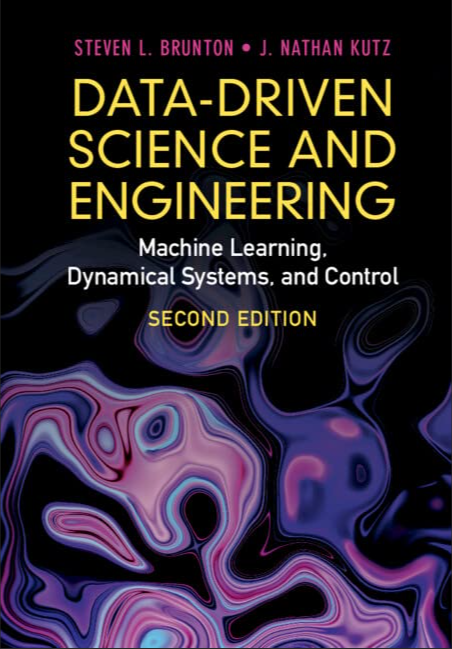 STEVEN L. BRUNTON • J. NATHAN KUTZ
DATA-DRIVEN
SCIENCE AND
ENGINEERING
Machine Learning,
Dynamical Systems, and Control
SECOND EDITION